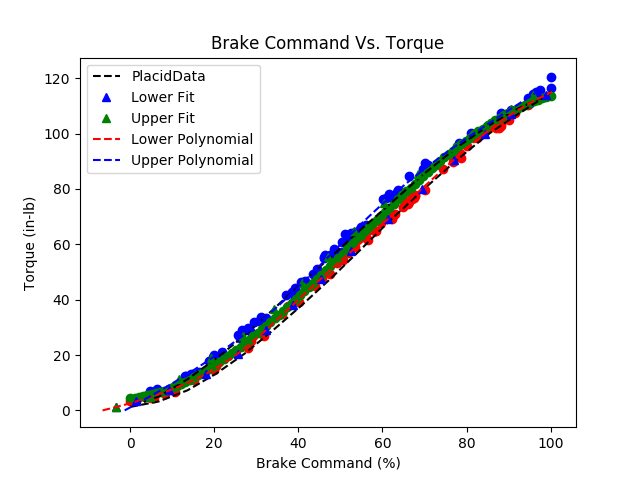 Brake Command Vs. Torque
PlacidData
Lower Fit
Upper Fit
Lower Polynomial
Upper Polynomial
Torque (in-lb)
120
100
80
60
40
20
0
0 20 40 60 80 100
Brake Command (%)